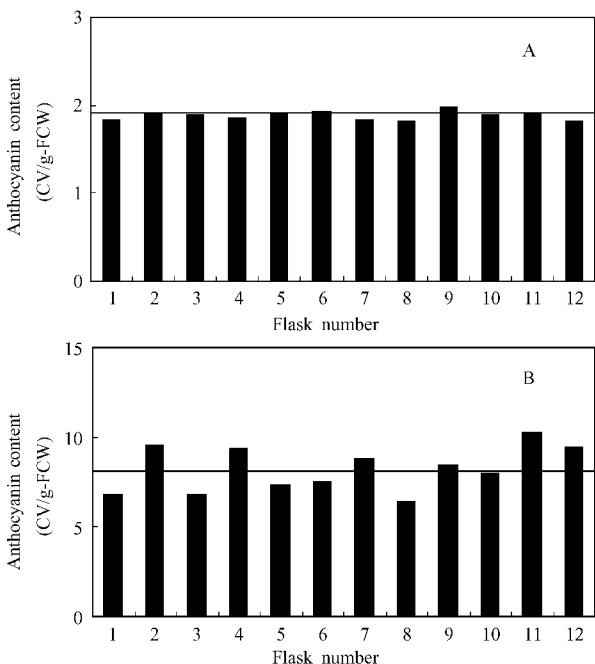 3
A
2
1
0
Anthocyanin content
(CV/g-FCW)
1 2 3 4 5 6 7 8 9 10 11 12
Flask number
15
B
10
5
0
Anthocyanin content
(CV/g-FCW)
1 2 3 4 5 6 7 8 9 10 11 12
Flask number